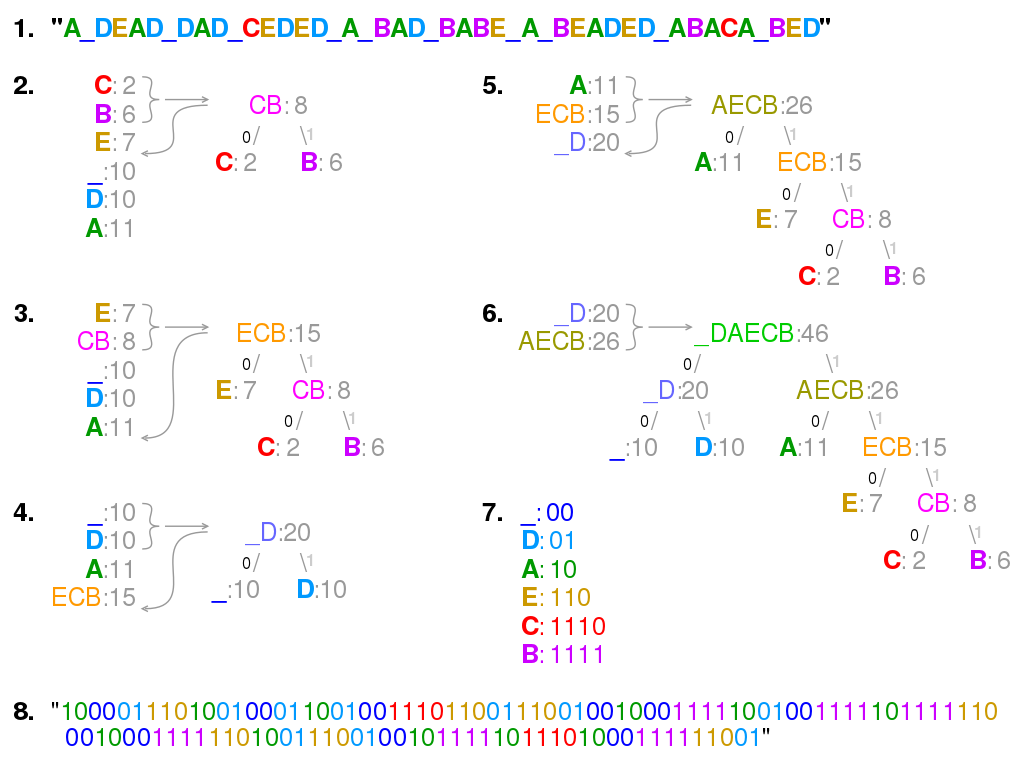 1. "A_DEAD_DAD_CEDED_A_BAD_BABE_A_BEADED_ABACA_BED"
2.
C: 2
B: 6
E: 7
_:10
D:10
A:11
CB: 8
0 1
C: 2 B: 6
3.
E: 7
CB: 8
_:10
D:10
A:11
ECB:15
0 1
E: 7 CB: 8
0 1
C: 2 B: 6
4.
_:10
D:10
A:11
ECB:15
_D:20
0 1
_:10 D:10
5.
A:11
ECB:15
_D:20
AECB:26
0 1
A:11 ECB:15
0 1
E: 7 CB: 8
0 1
C: 2 B: 6
6.
_D:20
AECB:26
_DAECB:46
0 1
_D:20 AECB:26
0 1 0 1
_:10 D:10 A:11 ECB:15
0 1
E: 7 CB: 8
0 1
C: 2 B: 6
7.
_: 00
D: 01
A: 10
E: 110
C: 1110
B: 1111
8. "100001110100100011001001110110011100100100011111001001111101111110
0010001111110100111001001011111011101000111111001"